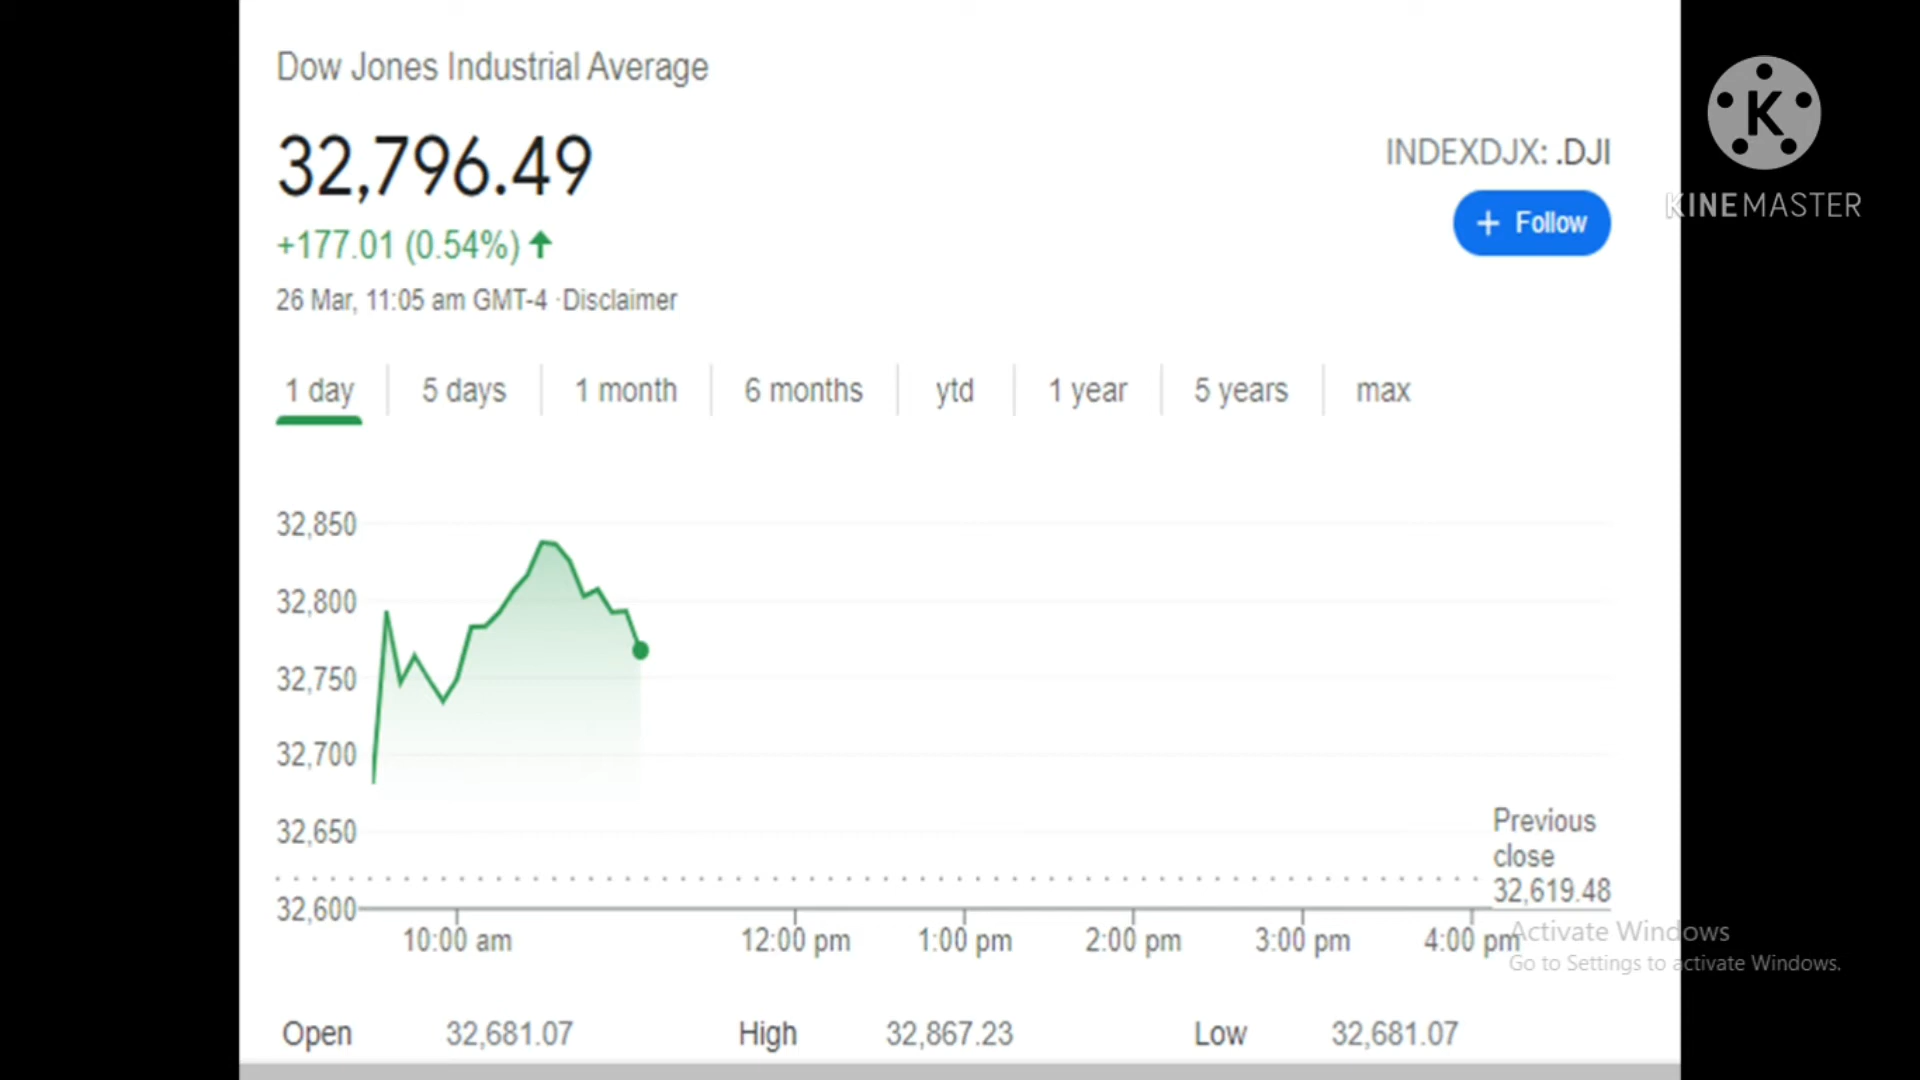 Dow Jones Industrial Average
32,796.49
+177.01 (0.54%)
26 Mar, 11:05 am GMT-4 · Disclaimer
INDEXDJX: .DJI
+ Follow
K
KINEMASTER
1 day 5 days 1 month 6 months ytd 1 year 5 years max
32,850
32,800
32,750
32,700
32,650
32,600
Previous
close
32,619.48
10:00 am 12:00 pm 1:00 pm 2:00 pm 3:00 pm 4:00 pm
Activate Windows
Go to Settings to activate Windows.
Open 32,681.07 High 32,867.23 Low 32,681.07